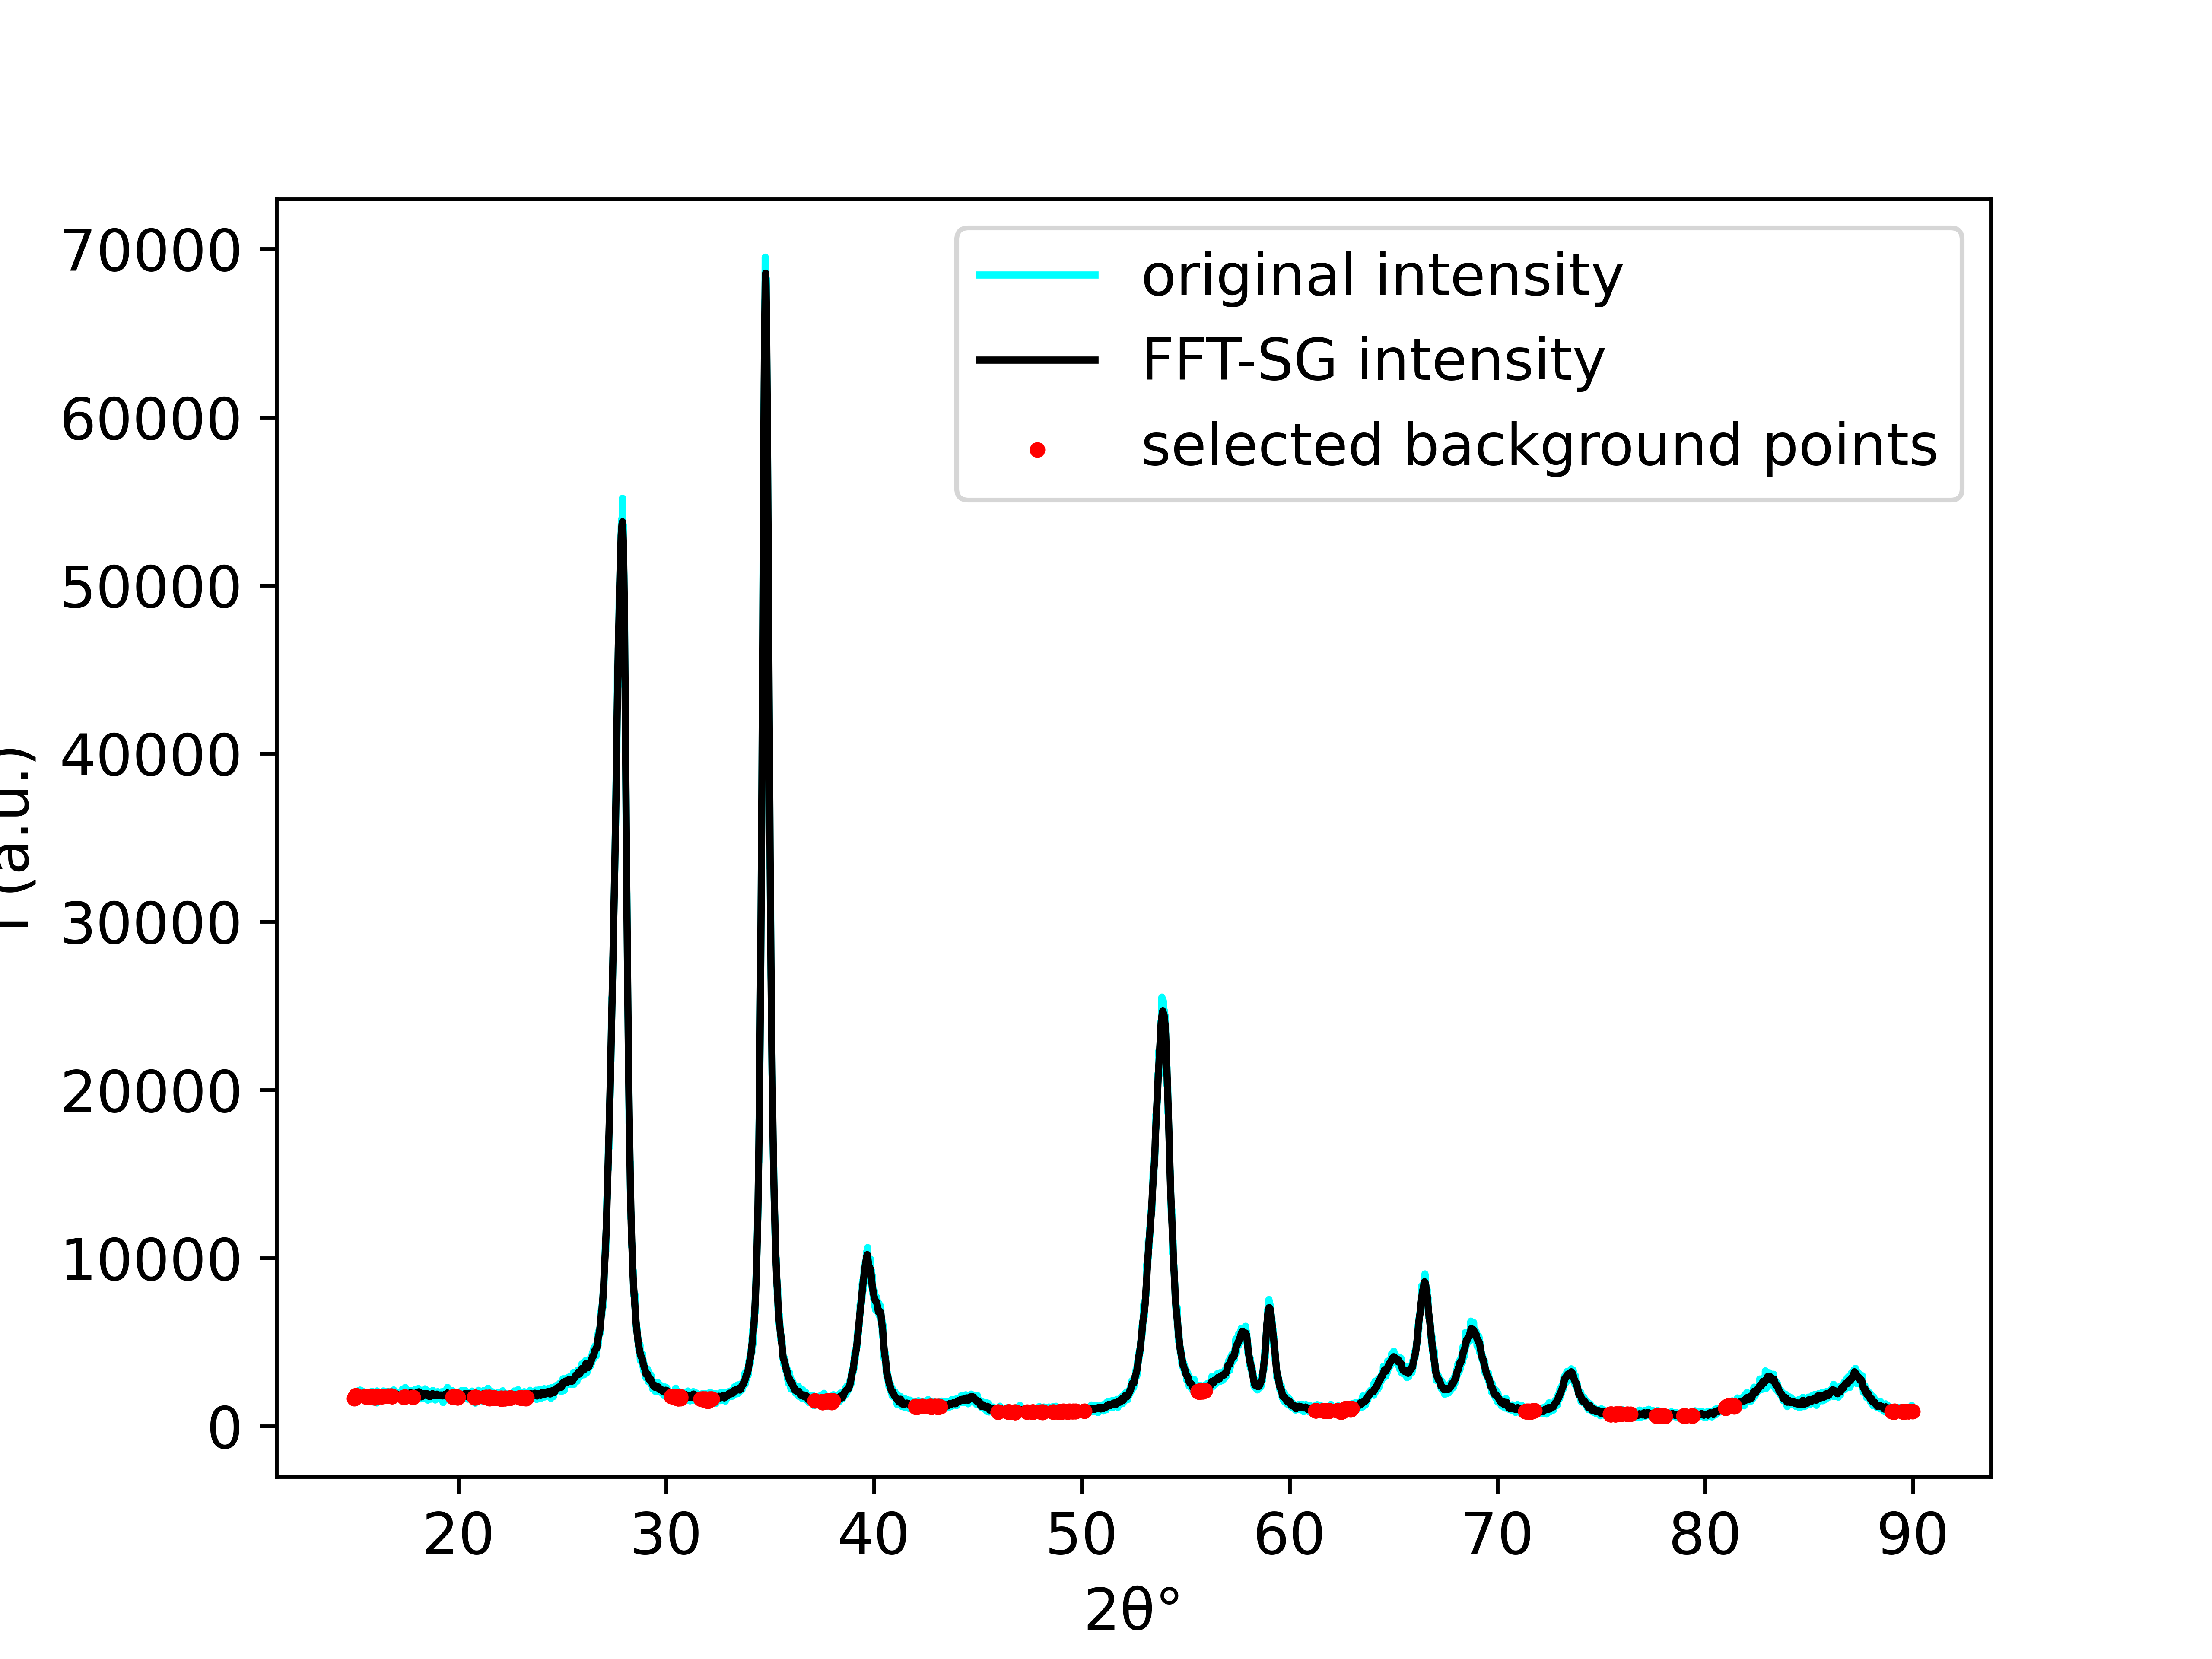 70000
60000
50000
40000
30000
20000
10000
0
original intensity
FFT-SG intensity
selected background points
(a.u.)
20 30 40 50 60 70 80 90
2θ°